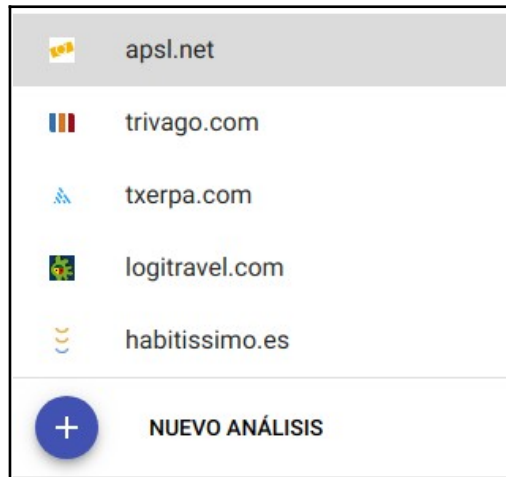 apsl.net
trivago.com
txerpa.com
logitravel.com
habitissimo.es
NUEVO ANÁLISIS